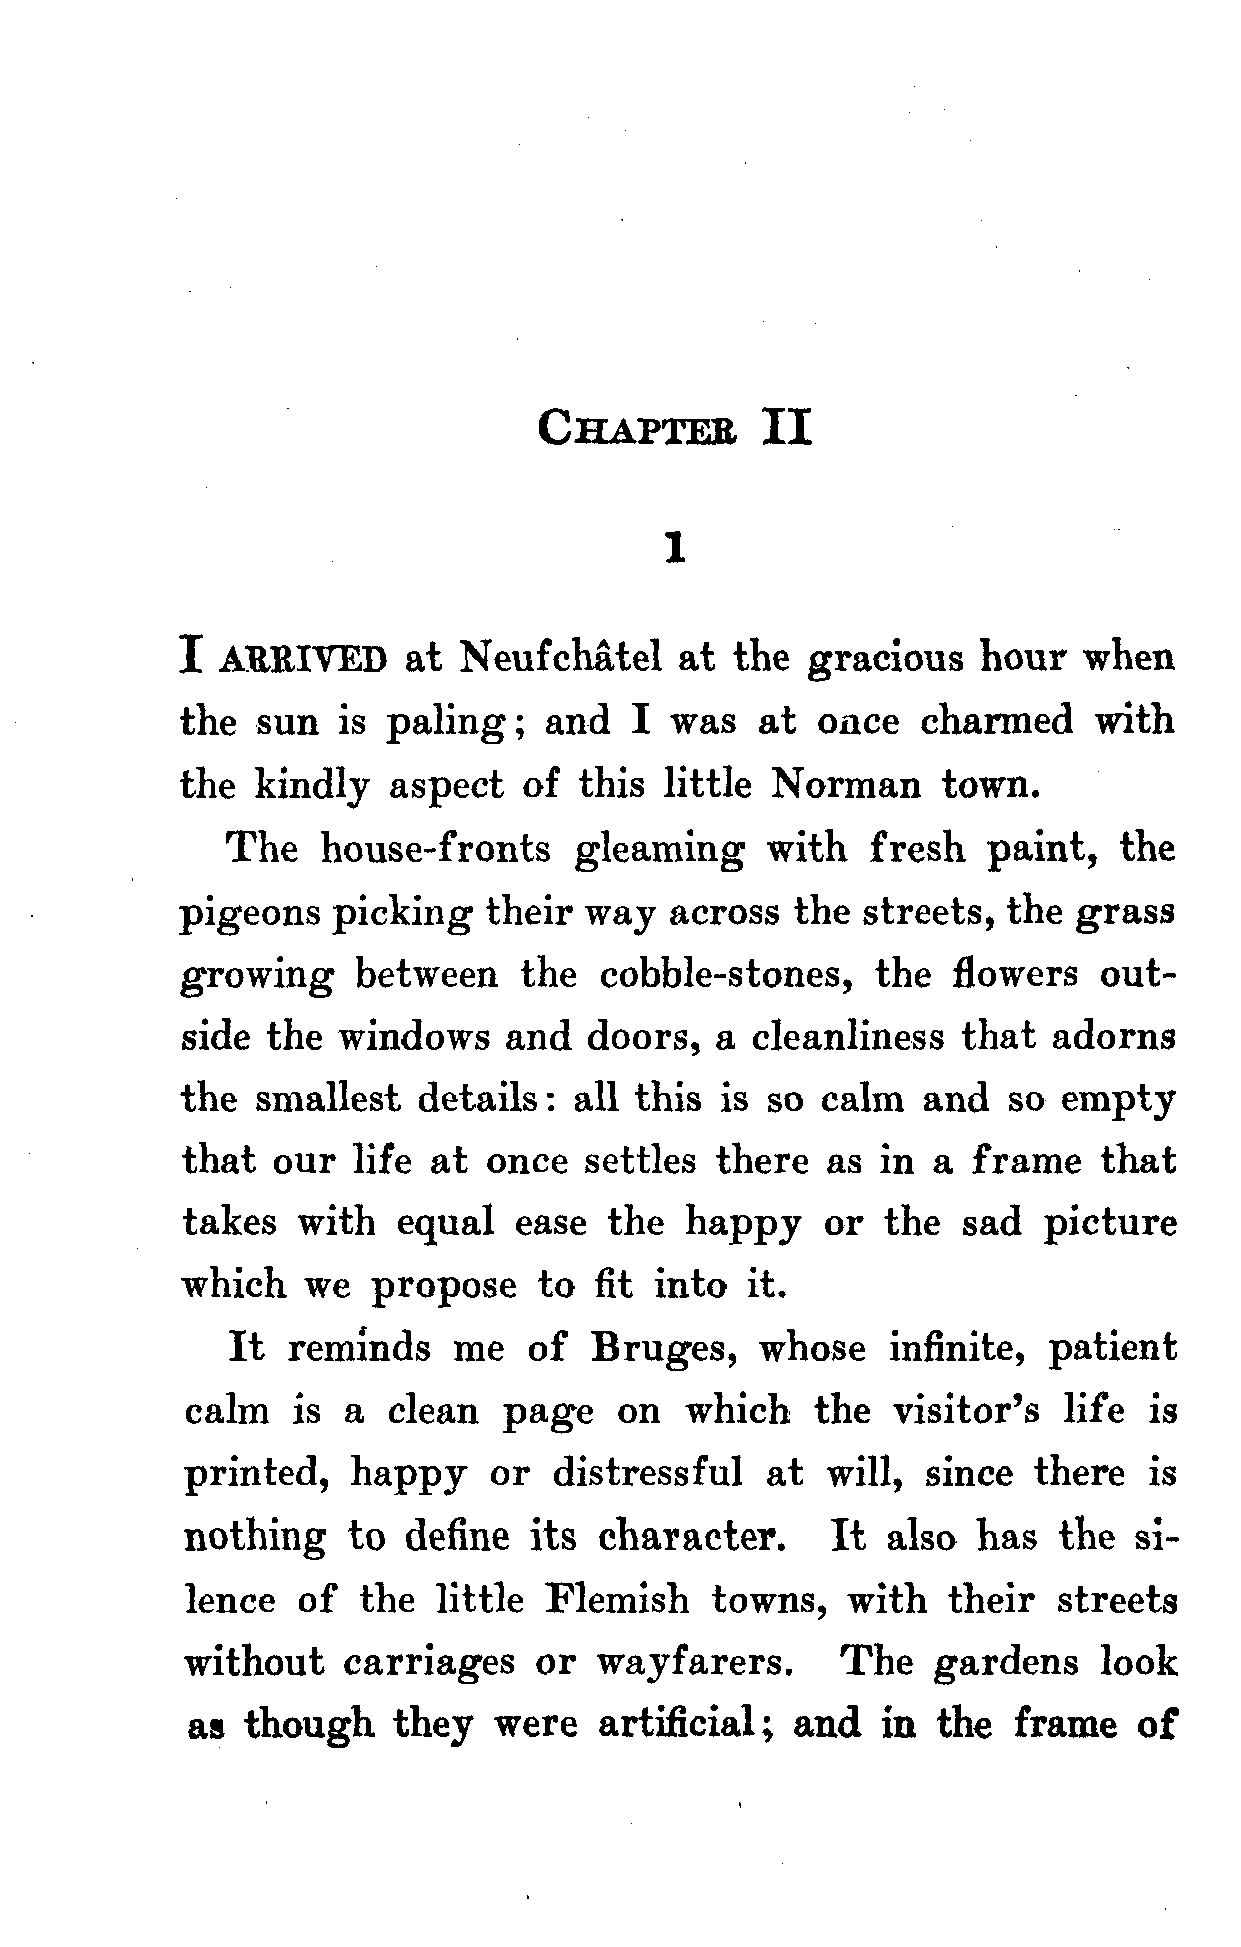 CHAPTER II
1
I ARRIVED at Neufchâtel at the gracious hour when
the sun is paling; and I was at once charmed with
the kindly aspect of this little Norman town.
The house-fronts gleaming with fresh paint, the
pigeons picking their way across the streets, the grass
growing between the cobble-stones, the flowers out-
side the windows and doors, a cleanliness that adorns
the smallest details: all this is so calm and so empty
that our life at once settles there as in a frame that
takes with equal ease the happy or the sad picture
which we propose to fit into it.
It reminds me of Bruges, whose infinite, patient
calm is a clean page on which the visitor's life is
printed, happy or distressful at will, since there is
nothing to define its character. It also has the si-
lence of the little Flemish towns, with their streets
without carriages or wayfarers. The gardens look
as though they were artificial; and in the frame of